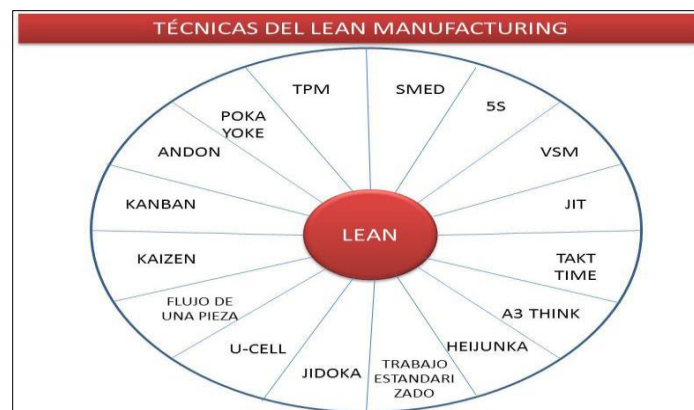 TÉCNICAS DEL LEAN MANUFACTURING
TPM
SMED
5S
POKA
YOKE
ANDON
VSM
KANBAN
JIT
LEAN
KAIZEN
TAKT
TIME
FLUJO DE
UNA PIEZA
A3 THINK
U-CELL
HEIJUNKA
JIDOKA
TRABAJO
ESTANDARI
ZADO